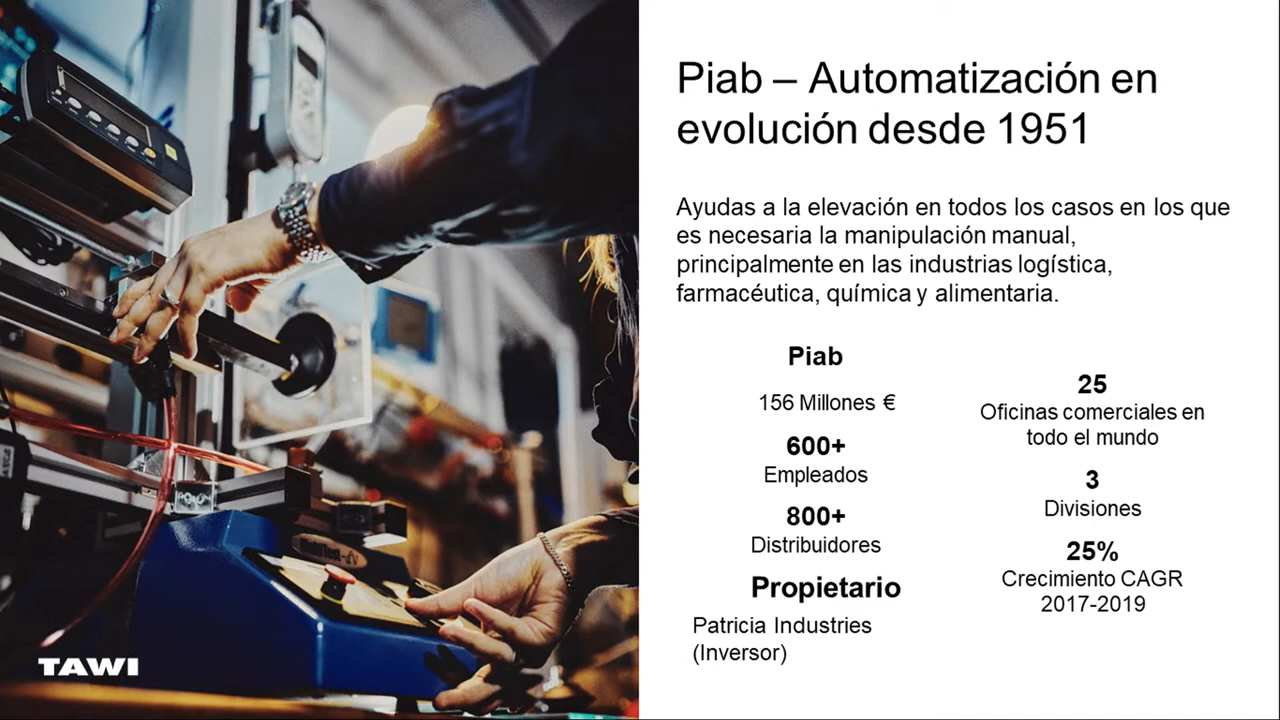 Piab – Automatización en
evolución desde 1951
Ayudas a la elevación en todos los casos en los que
es necesaria la manipulación manual,
principalmente en las industrias logística,
farmacéutica, química y alimentaria.
Piab
156 Millones €
600+
Empleados
800+
Distribuidores
Propietario
Patricia Industries
(Inversor)
25
Oficinas comerciales en
todo el mundo
3
Divisiones
25%
Crecimiento CAGR
2017-2019
TAWI